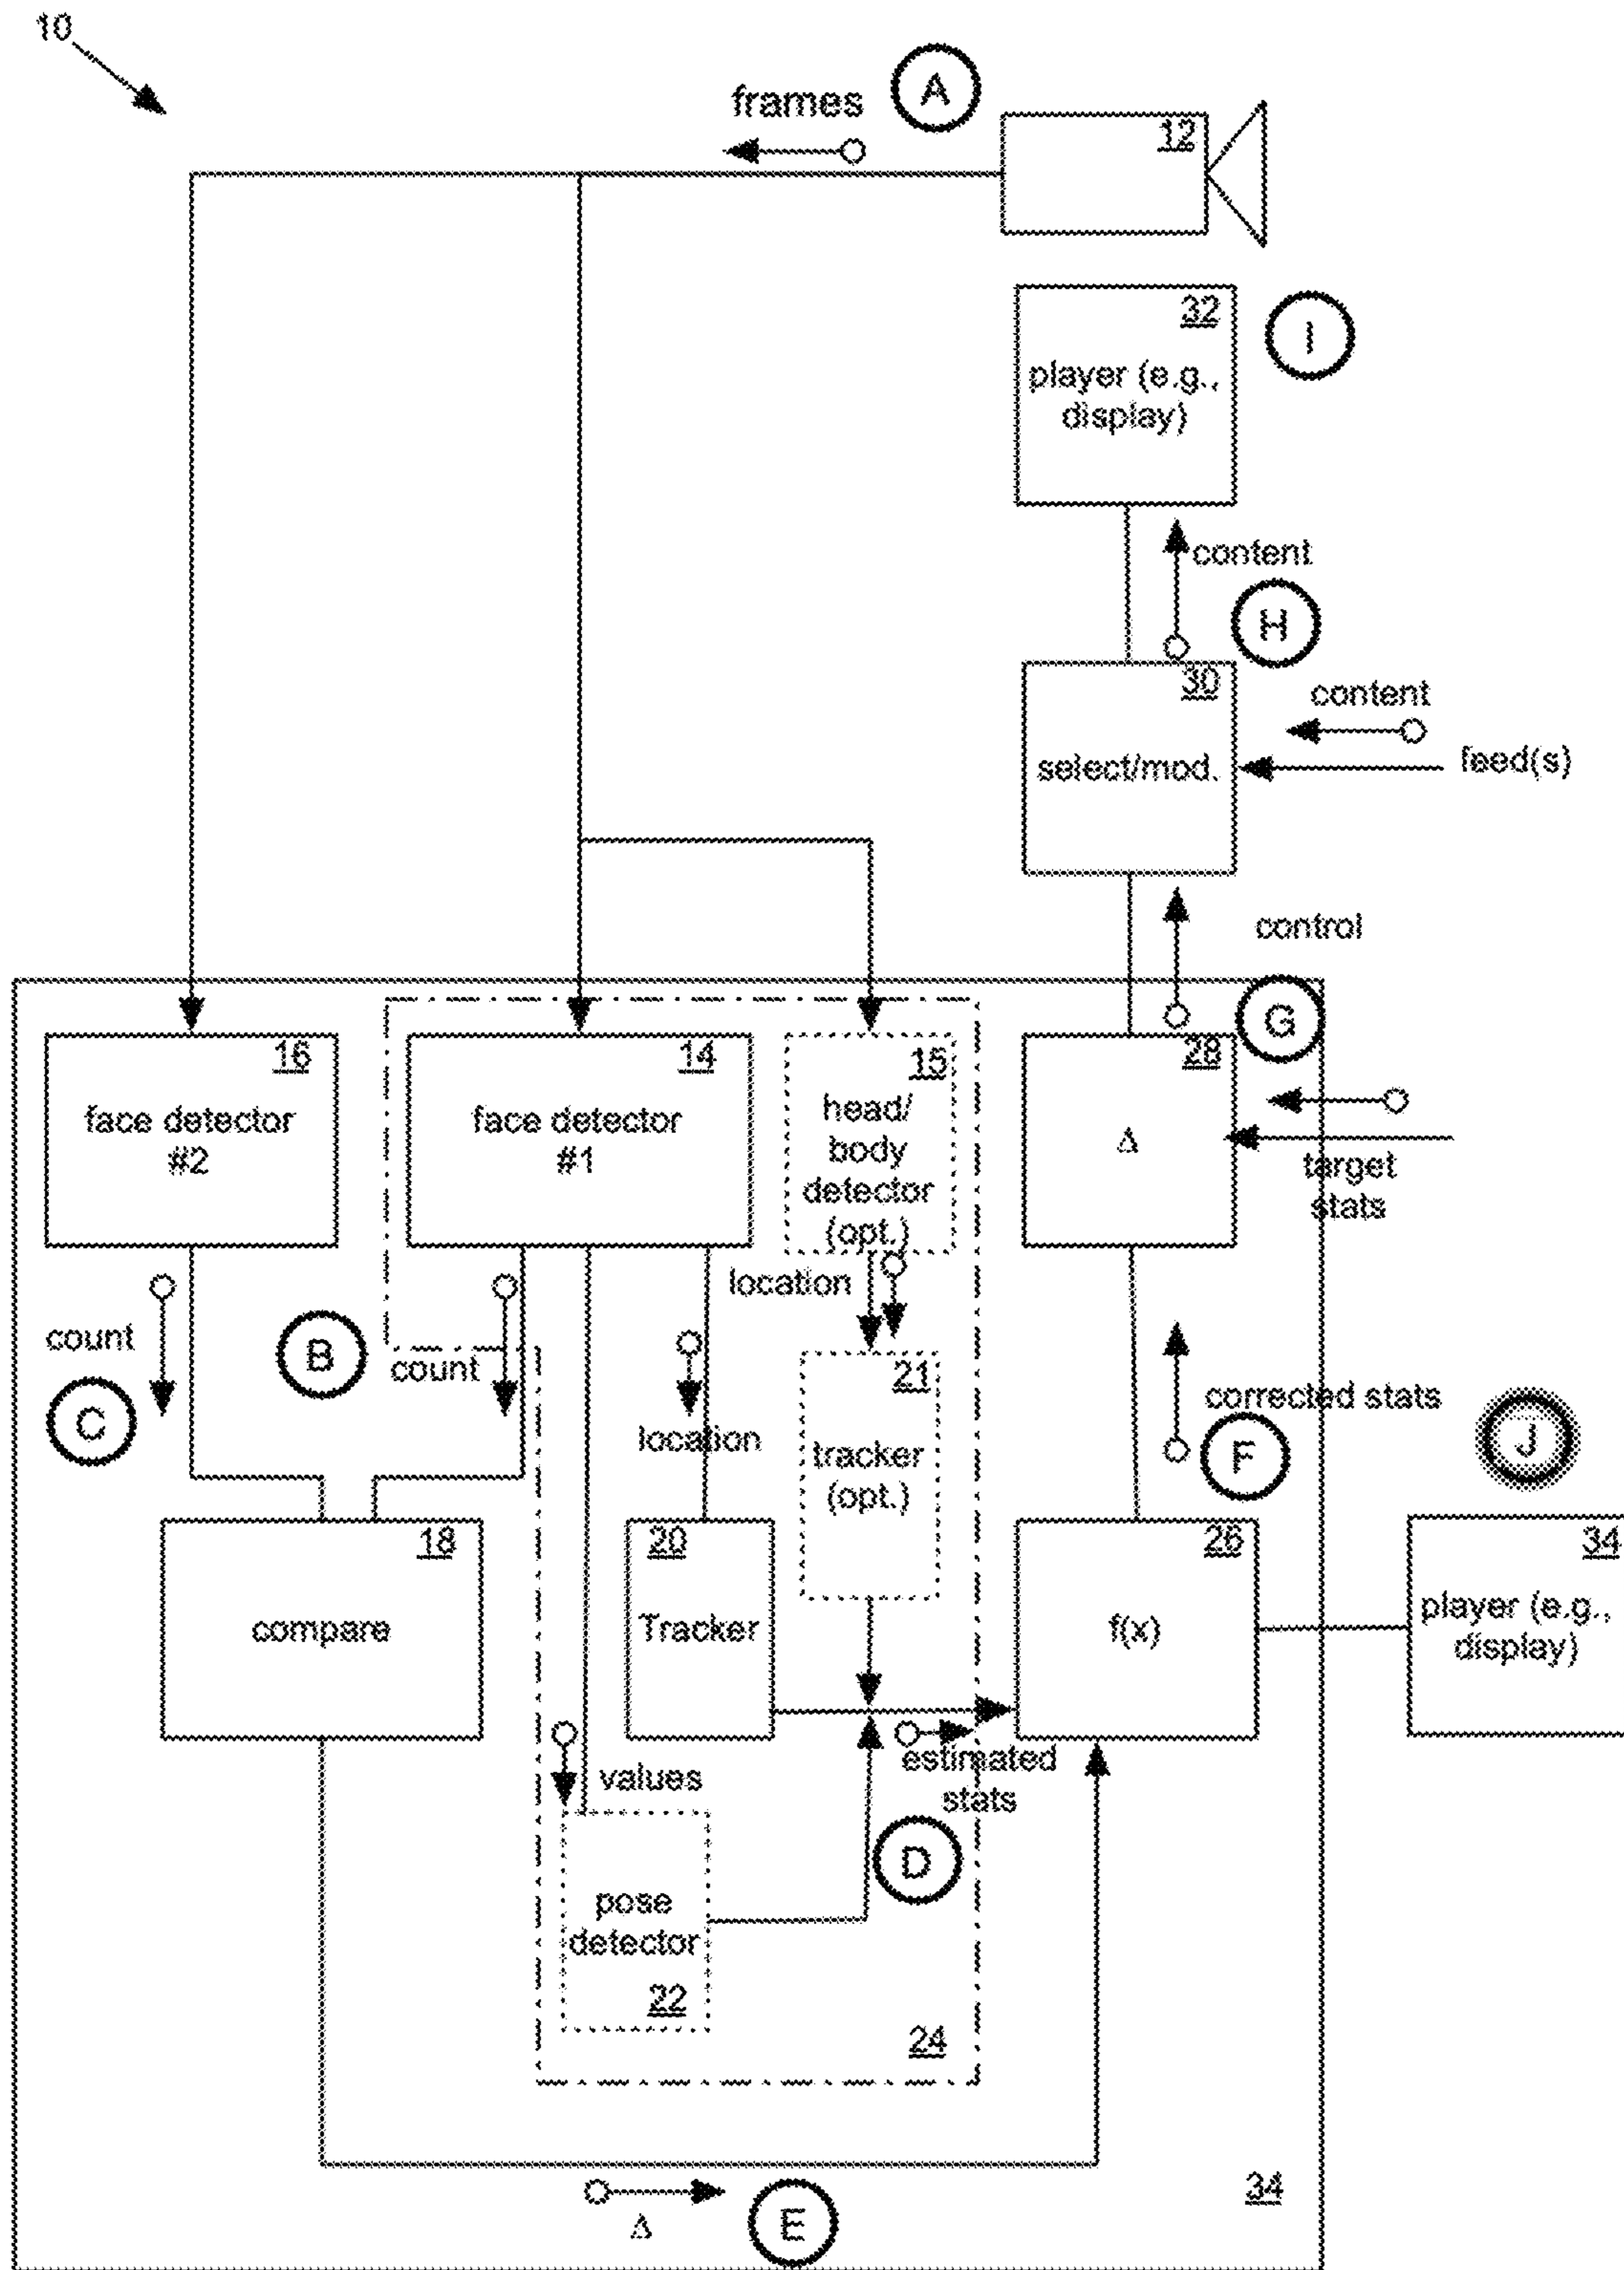 10
A
frames
12
32
I
player (e.g.,
display)
content
H
30
content
select/mod.
feed(s)
control
G
16
14
15
28
face detector
#2
face detector
#1
head/
body
detector
(opt.)
Δ
target
stats
location
count
B
count
C
21
location
tracker
(opt.)
corrected stats
F
J
18
20
26
34
compare
Tracker
f(x)
player (e.g.,
display)
values
estimated
stats
D
pose
detector
22
24
34
Δ
E